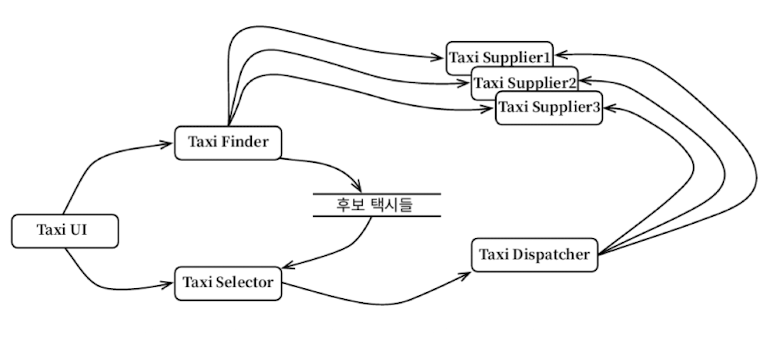 Taxi Supplier1
Taxi Supplier2
Taxi Supplier3
Taxi Finder
후보 택시들
Taxi UI
Taxi Dispatcher
Taxi Selector